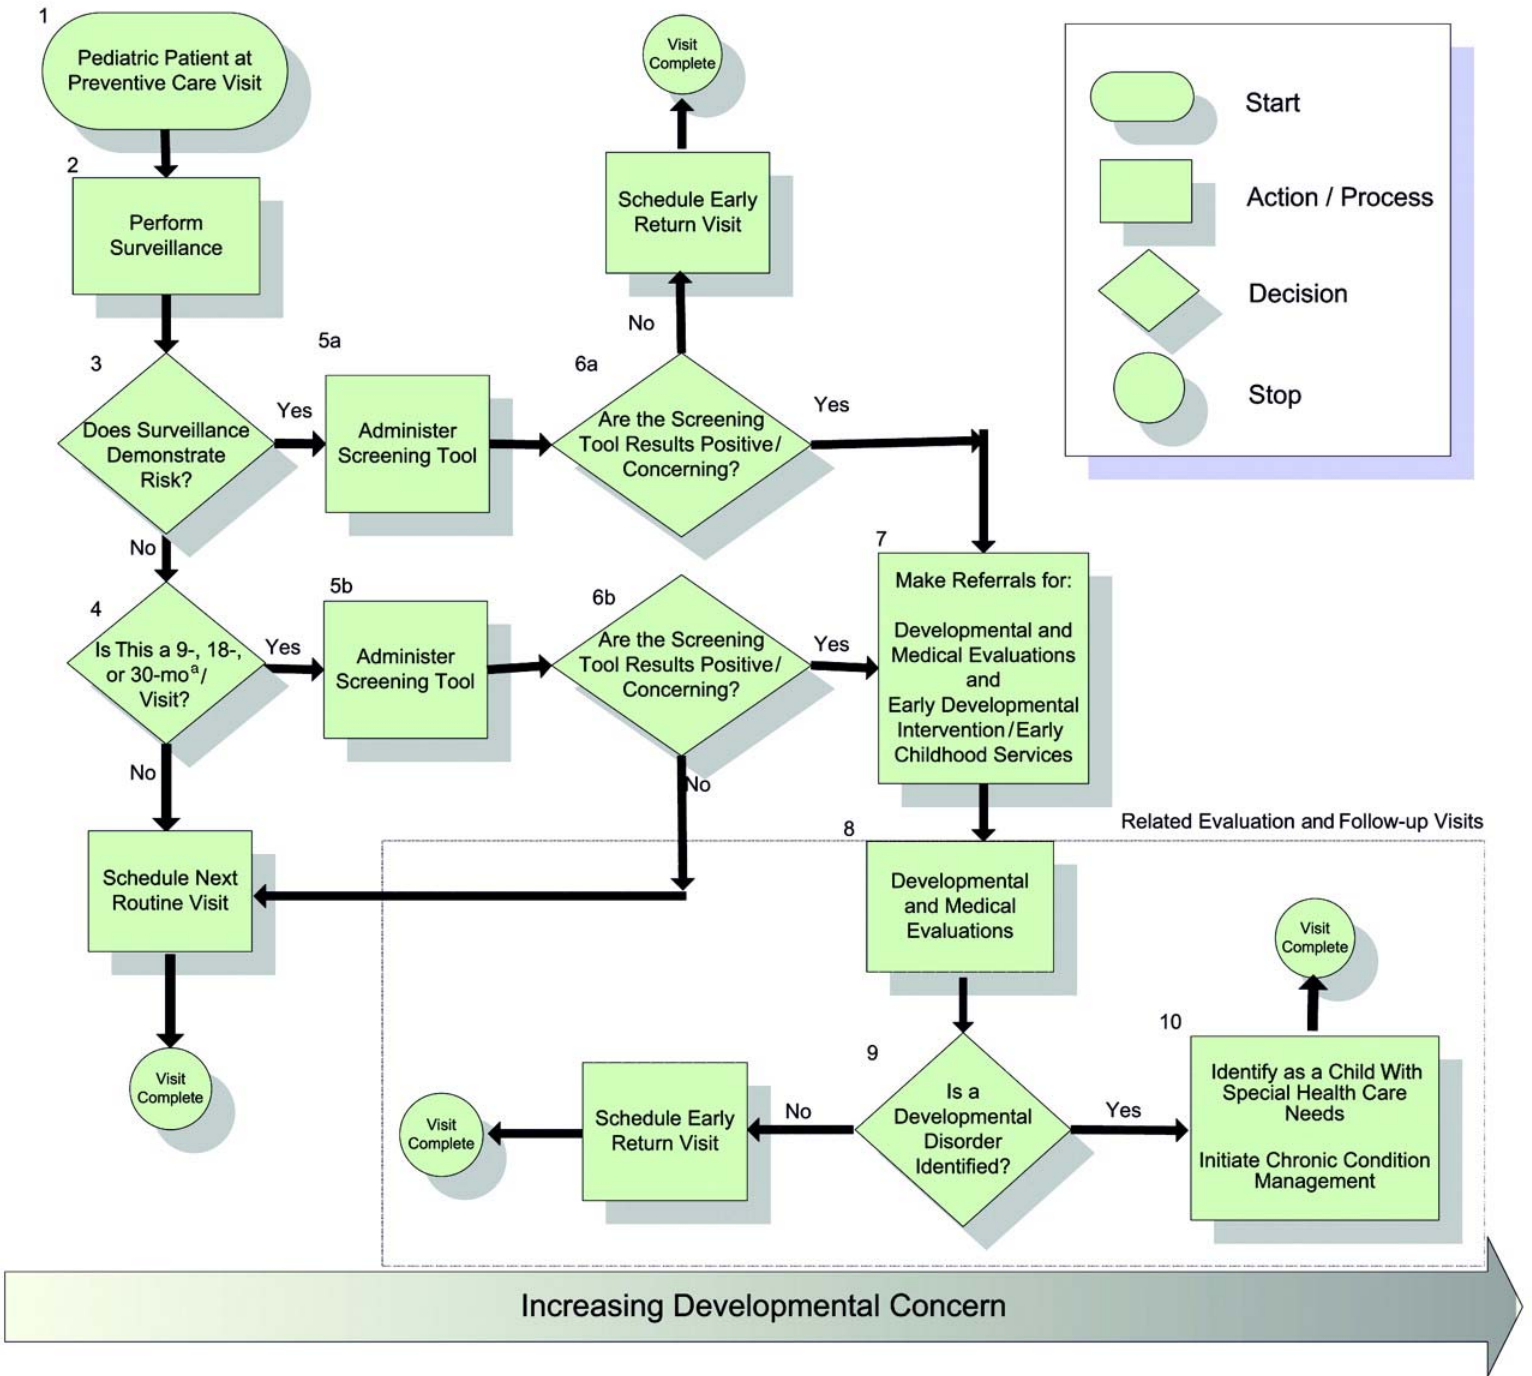 1
Pediatric Patient at
Preventive Care Visit
2
Perform
Surveillance
3
Does Surveillance
Demonstrate
Risk?
Yes
No
5a
Administer
Screening Tool
6a
Are the Screening
Tool Results Positive/
Concerning?
No
Yes
Schedule Early
Return Visit
Visit
Complete
4
Is This a 9-, 18-,
or 30-moᵃ/
Visit?
Yes
No
5b
Administer
Screening Tool
6b
Are the Screening
Tool Results Positive/
Concerning?
Yes
No
7
Make Referrals for:
Developmental and
Medical Evaluations
and
Early Developmental
Intervention/Early
Childhood Services
Schedule Next
Routine Visit
Visit
Complete
Related Evaluation and Follow-up Visits
8
Developmental
and Medical
Evaluations
9
Is a
Developmental
Disorder
Identified?
No
Yes
Schedule Early
Return Visit
Visit
Complete
10
Identify as a Child With
Special Health Care
Needs
Initiate Chronic Condition
Management
Visit
Complete
Start
Action / Process
Decision
Stop
Increasing Developmental Concern